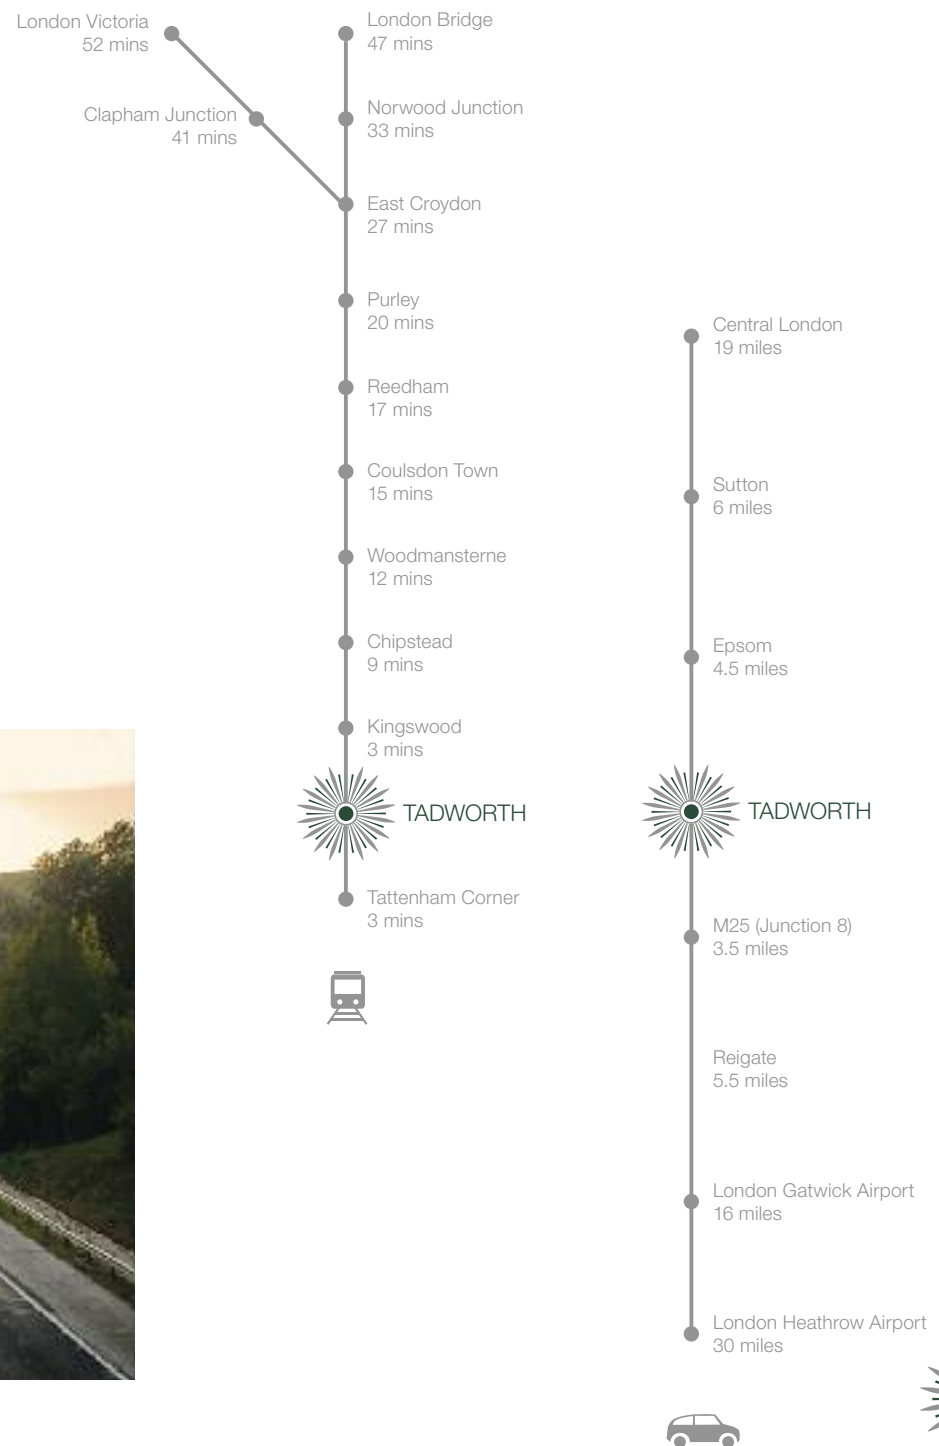 London Victoria
52 mins
Clapham Junction
41 mins
London Bridge
47 mins
Norwood Junction
33 mins
East Croydon
27 mins
Purley
20 mins
Reedham
17 mins
Coulsdon Town
15 mins
Woodmansterne
12 mins
Chipstead
9 mins
Kingswood
3 mins
TADWORTH
Tattenham Corner
3 mins
Central London
19 miles
Sutton
6 miles
Epsom
4.5 miles
TADWORTH
M25 (Junction 8)
3.5 miles
Reigate
5.5 miles
London Gatwick Airport
16 miles
London Heathrow Airport
30 miles